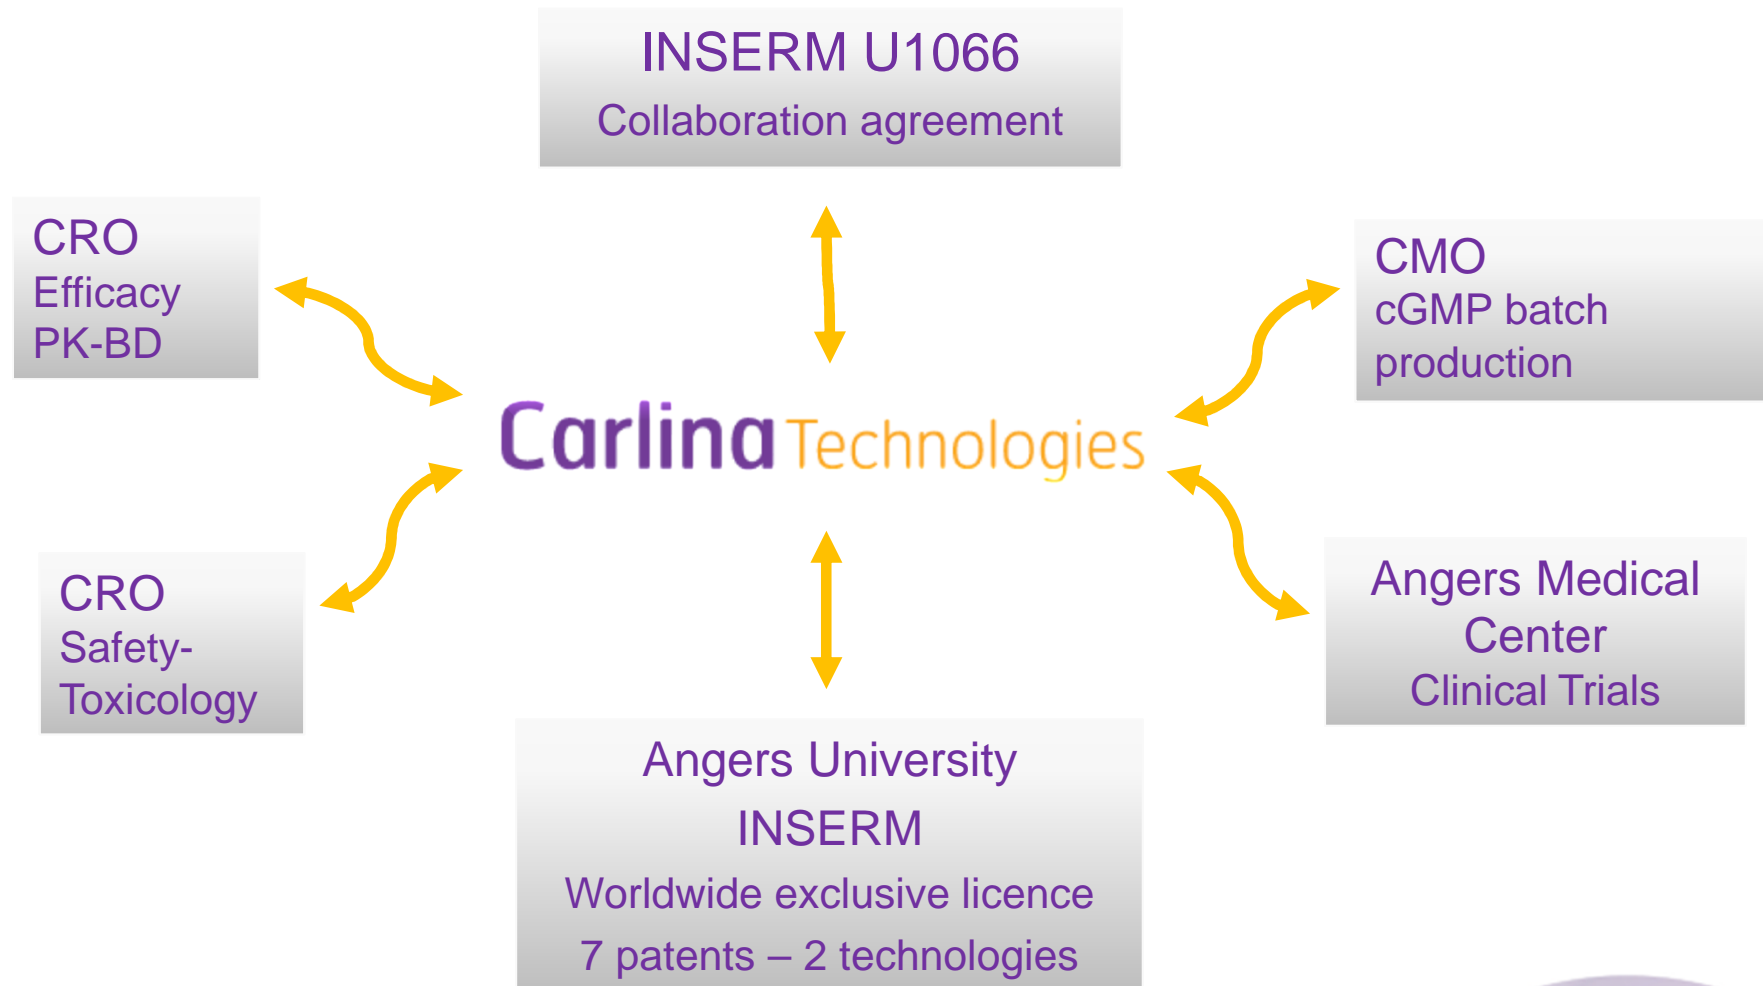 INSERM U1066
Collaboration agreement
CRO
Efficacy
PK-BD
CMO
cGMP batch
production
Carlina Technologies
CRO
Safety-
Toxicology
Angers Medical
Center
Clinical Trials
Angers University
INSERM
Worldwide exclusive licence
7 patents – 2 technologies